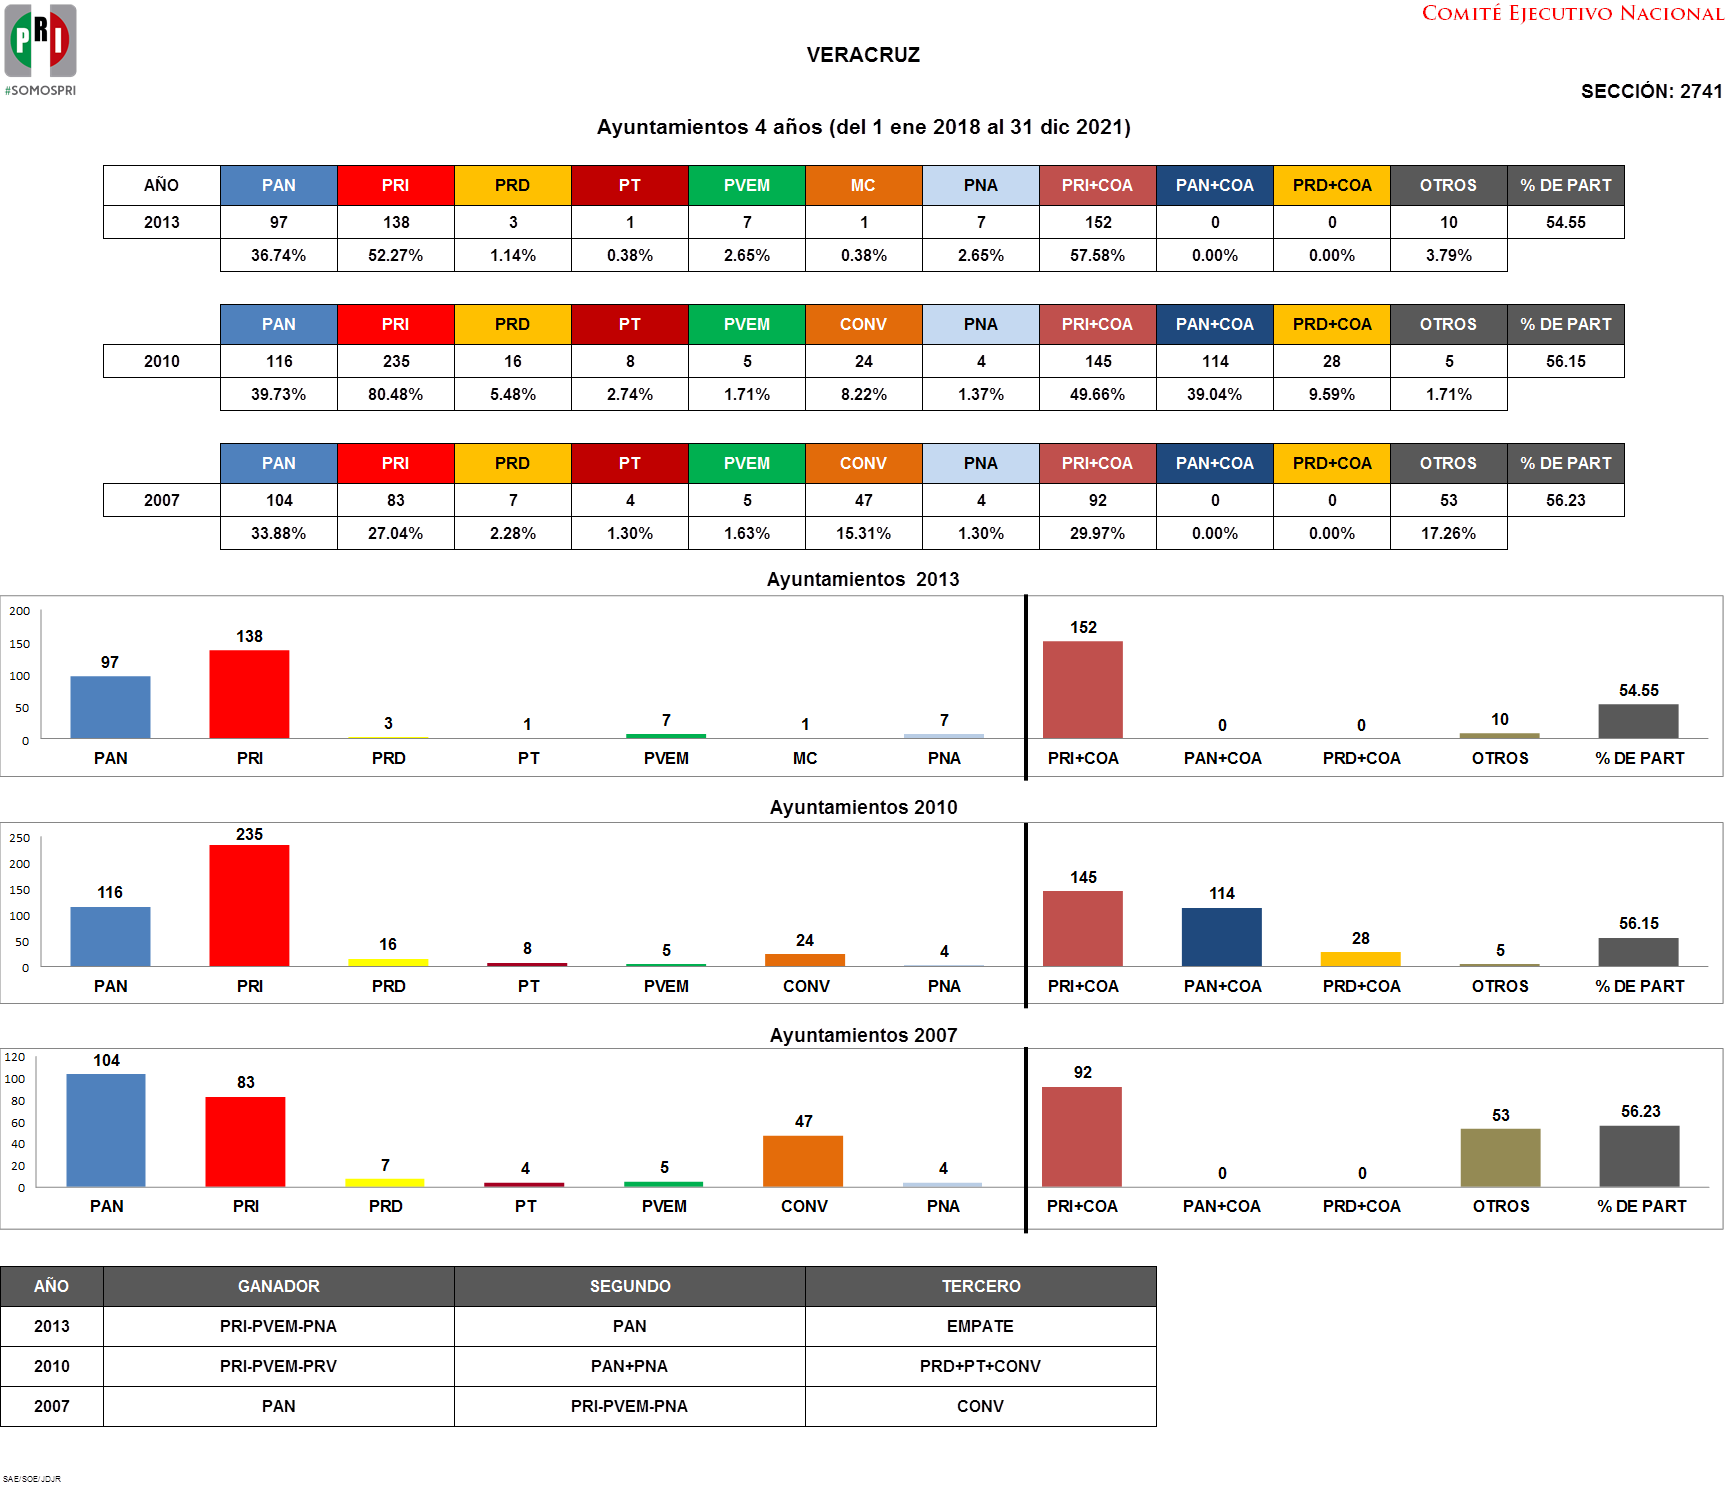 PRI
#SOMOSPRI
COMITÉ EJECUTIVO NACIONAL
VERACRUZ
SECCIÓN: 2741
Ayuntamientos 4 años (del 1 ene 2018 al 31 dic 2021)
AÑO PAN PRI PRD PT PVEM MC PNA PRI+COA PAN+COA PRD+COA OTROS % DE PART
2013 97 138 3 1 7 1 7 152 0 0 10 54.55
36.74% 52.27% 1.14% 0.38% 2.65% 0.38% 2.65% 57.58% 0.00% 0.00% 3.79%
PAN PRI PRD PT PVEM CONV PNA PRI+COA PAN+COA PRD+COA OTROS % DE PART
2010 116 235 16 8 5 24 4 145 114 28 5 56.15
39.73% 80.48% 5.48% 2.74% 1.71% 8.22% 1.37% 49.66% 39.04% 9.59% 1.71%
PAN PRI PRD PT PVEM CONV PNA PRI+COA PAN+COA PRD+COA OTROS % DE PART
2007 104 83 7 4 5 47 4 92 0 0 53 56.23
33.88% 27.04% 2.28% 1.30% 1.63% 15.31% 1.30% 29.97% 0.00% 0.00% 17.26%
Ayuntamientos 2013
200
150
100
50
0
97 138 3 1 7 1 7 152 0 0 10 54.55
PAN PRI PRD PT PVEM MC PNA PRI+COA PAN+COA PRD+COA OTROS % DE PART
Ayuntamientos 2010
250
200
150
100
50
0
116 235 16 8 5 24 4 145 114 28 5 56.15
PAN PRI PRD PT PVEM CONV PNA PRI+COA PAN+COA PRD+COA OTROS % DE PART
Ayuntamientos 2007
120
100
80
60
40
20
0
104 83 7 4 5 47 4 92 0 0 53 56.23
PAN PRI PRD PT PVEM CONV PNA PRI+COA PAN+COA PRD+COA OTROS % DE PART
AÑO GANADOR SEGUNDO TERCERO
2013 PRI-PVEM-PNA PAN EMPATE
2010 PRI-PVEM-PRV PAN+PNA PRD+PT+CONV
2007 PAN PRI-PVEM-PNA CONV
SAE/SOE/JDJR